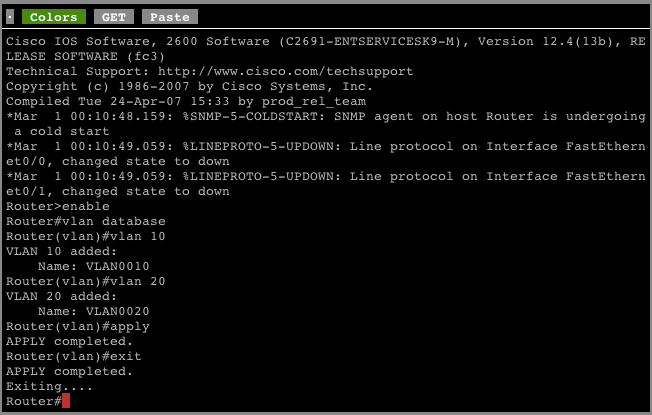 · Colors GET Paste
Cisco IOS Software, 2600 Software (C2691-ENTSERVICESK9-M), Version 12.4(13b), RE
LEASE SOFTWARE (fc3)
Technical Support: http://www.cisco.com/techsupport
Copyright (c) 1986-2007 by Cisco Systems, Inc.
Compiled Tue 24-Apr-07 15:33 by prod_rel_team
*Mar  1 00:10:48.159: %SNMP-5-COLDSTART: SNMP agent on host Router is undergoing
 a cold start
*Mar  1 00:10:49.059: %LINEPROTO-5-UPDOWN: Line protocol on Interface FastEthern
et0/0, changed state to down
*Mar  1 00:10:49.059: %LINEPROTO-5-UPDOWN: Line protocol on Interface FastEthern
et0/1, changed state to down
Router>enable
Router#vlan database
Router(vlan)#vlan 10
VLAN 10 added:
    Name: VLAN0010
Router(vlan)#vlan 20
VLAN 20 added:
    Name: VLAN0020
Router(vlan)#apply
APPLY completed.
Router(vlan)#exit
APPLY completed.
Exiting....
Router#